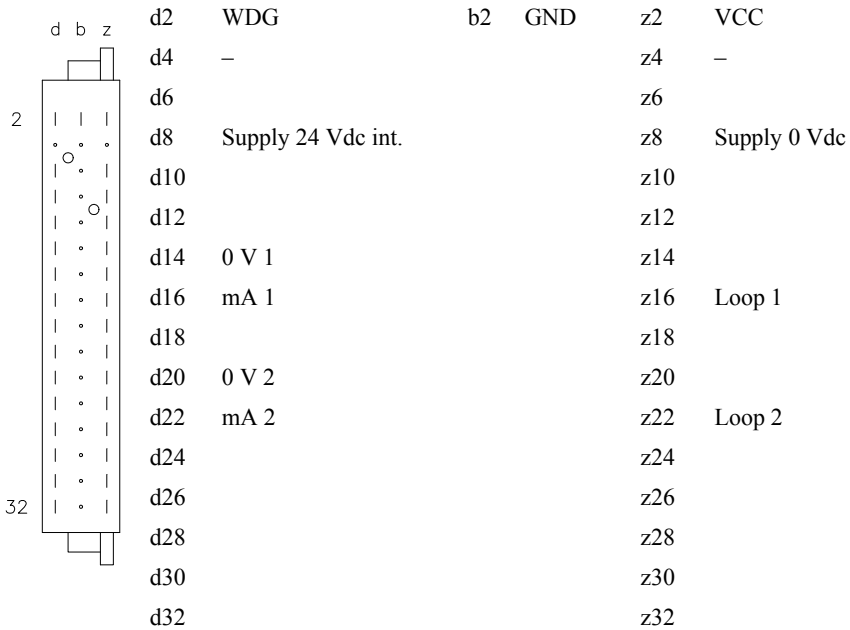 d b z
2
32
d2 WDG b2 GND z2 VCC
d4 – z4 –
d6 z6
d8 Supply 24 Vdc int. z8 Supply 0 Vdc
d10 z10
d12 z12
d14 0 V 1 z14
d16 mA 1 z16 Loop 1
d18 z18
d20 0 V 2 z20
d22 mA 2 z22 Loop 2
d24 z24
d26 z26
d28 z28
d30 z30
d32 z32